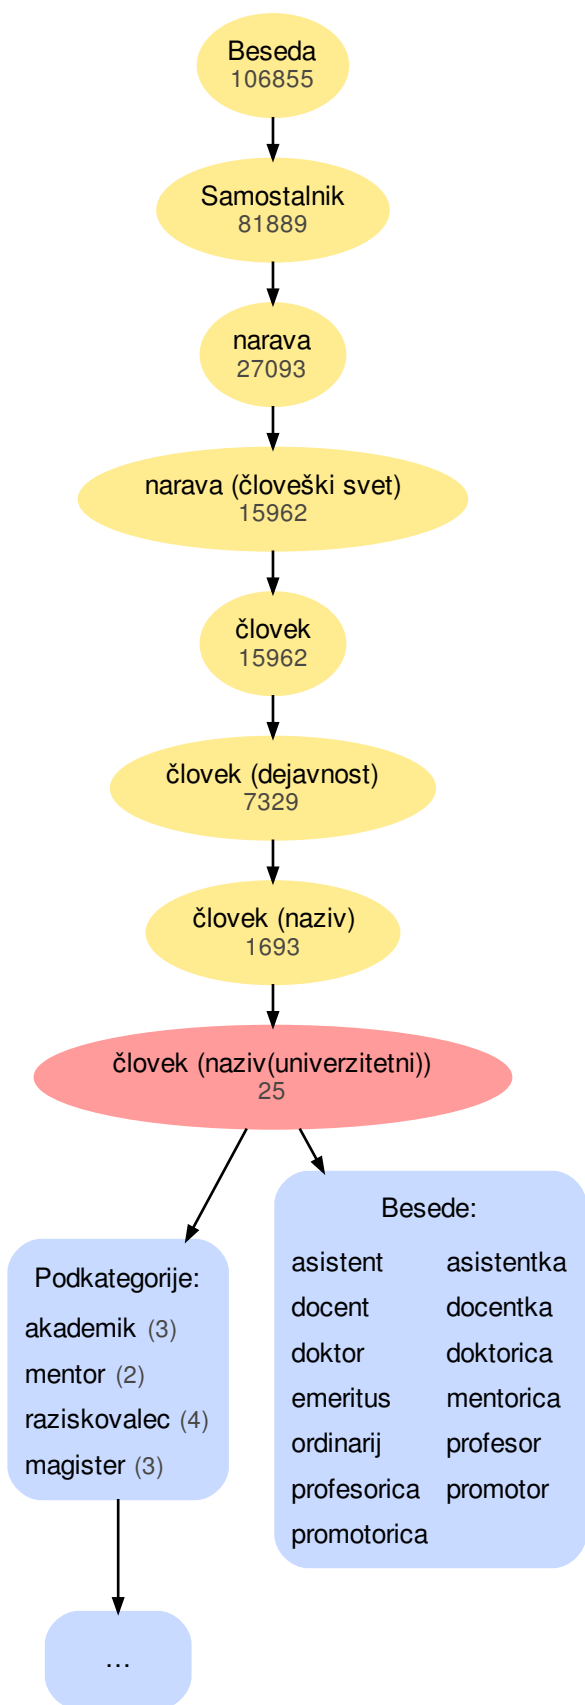 Beseda
106855
Samostalnik
81889
narava
27093
narava (človeški svet)
15962
človek
15962
človek (dejavnost)
7329
človek (naziv)
1693
človek (naziv(univerzitetni))
25
Podkategorije:
akademik (3)
mentor (2)
raziskovalec (4)
magister (3)
...
Besede:
asistent asistentka
docent docentka
doktor doktorica
emeritus mentorica
ordinarij profesor
profesorica promotor
promotorica